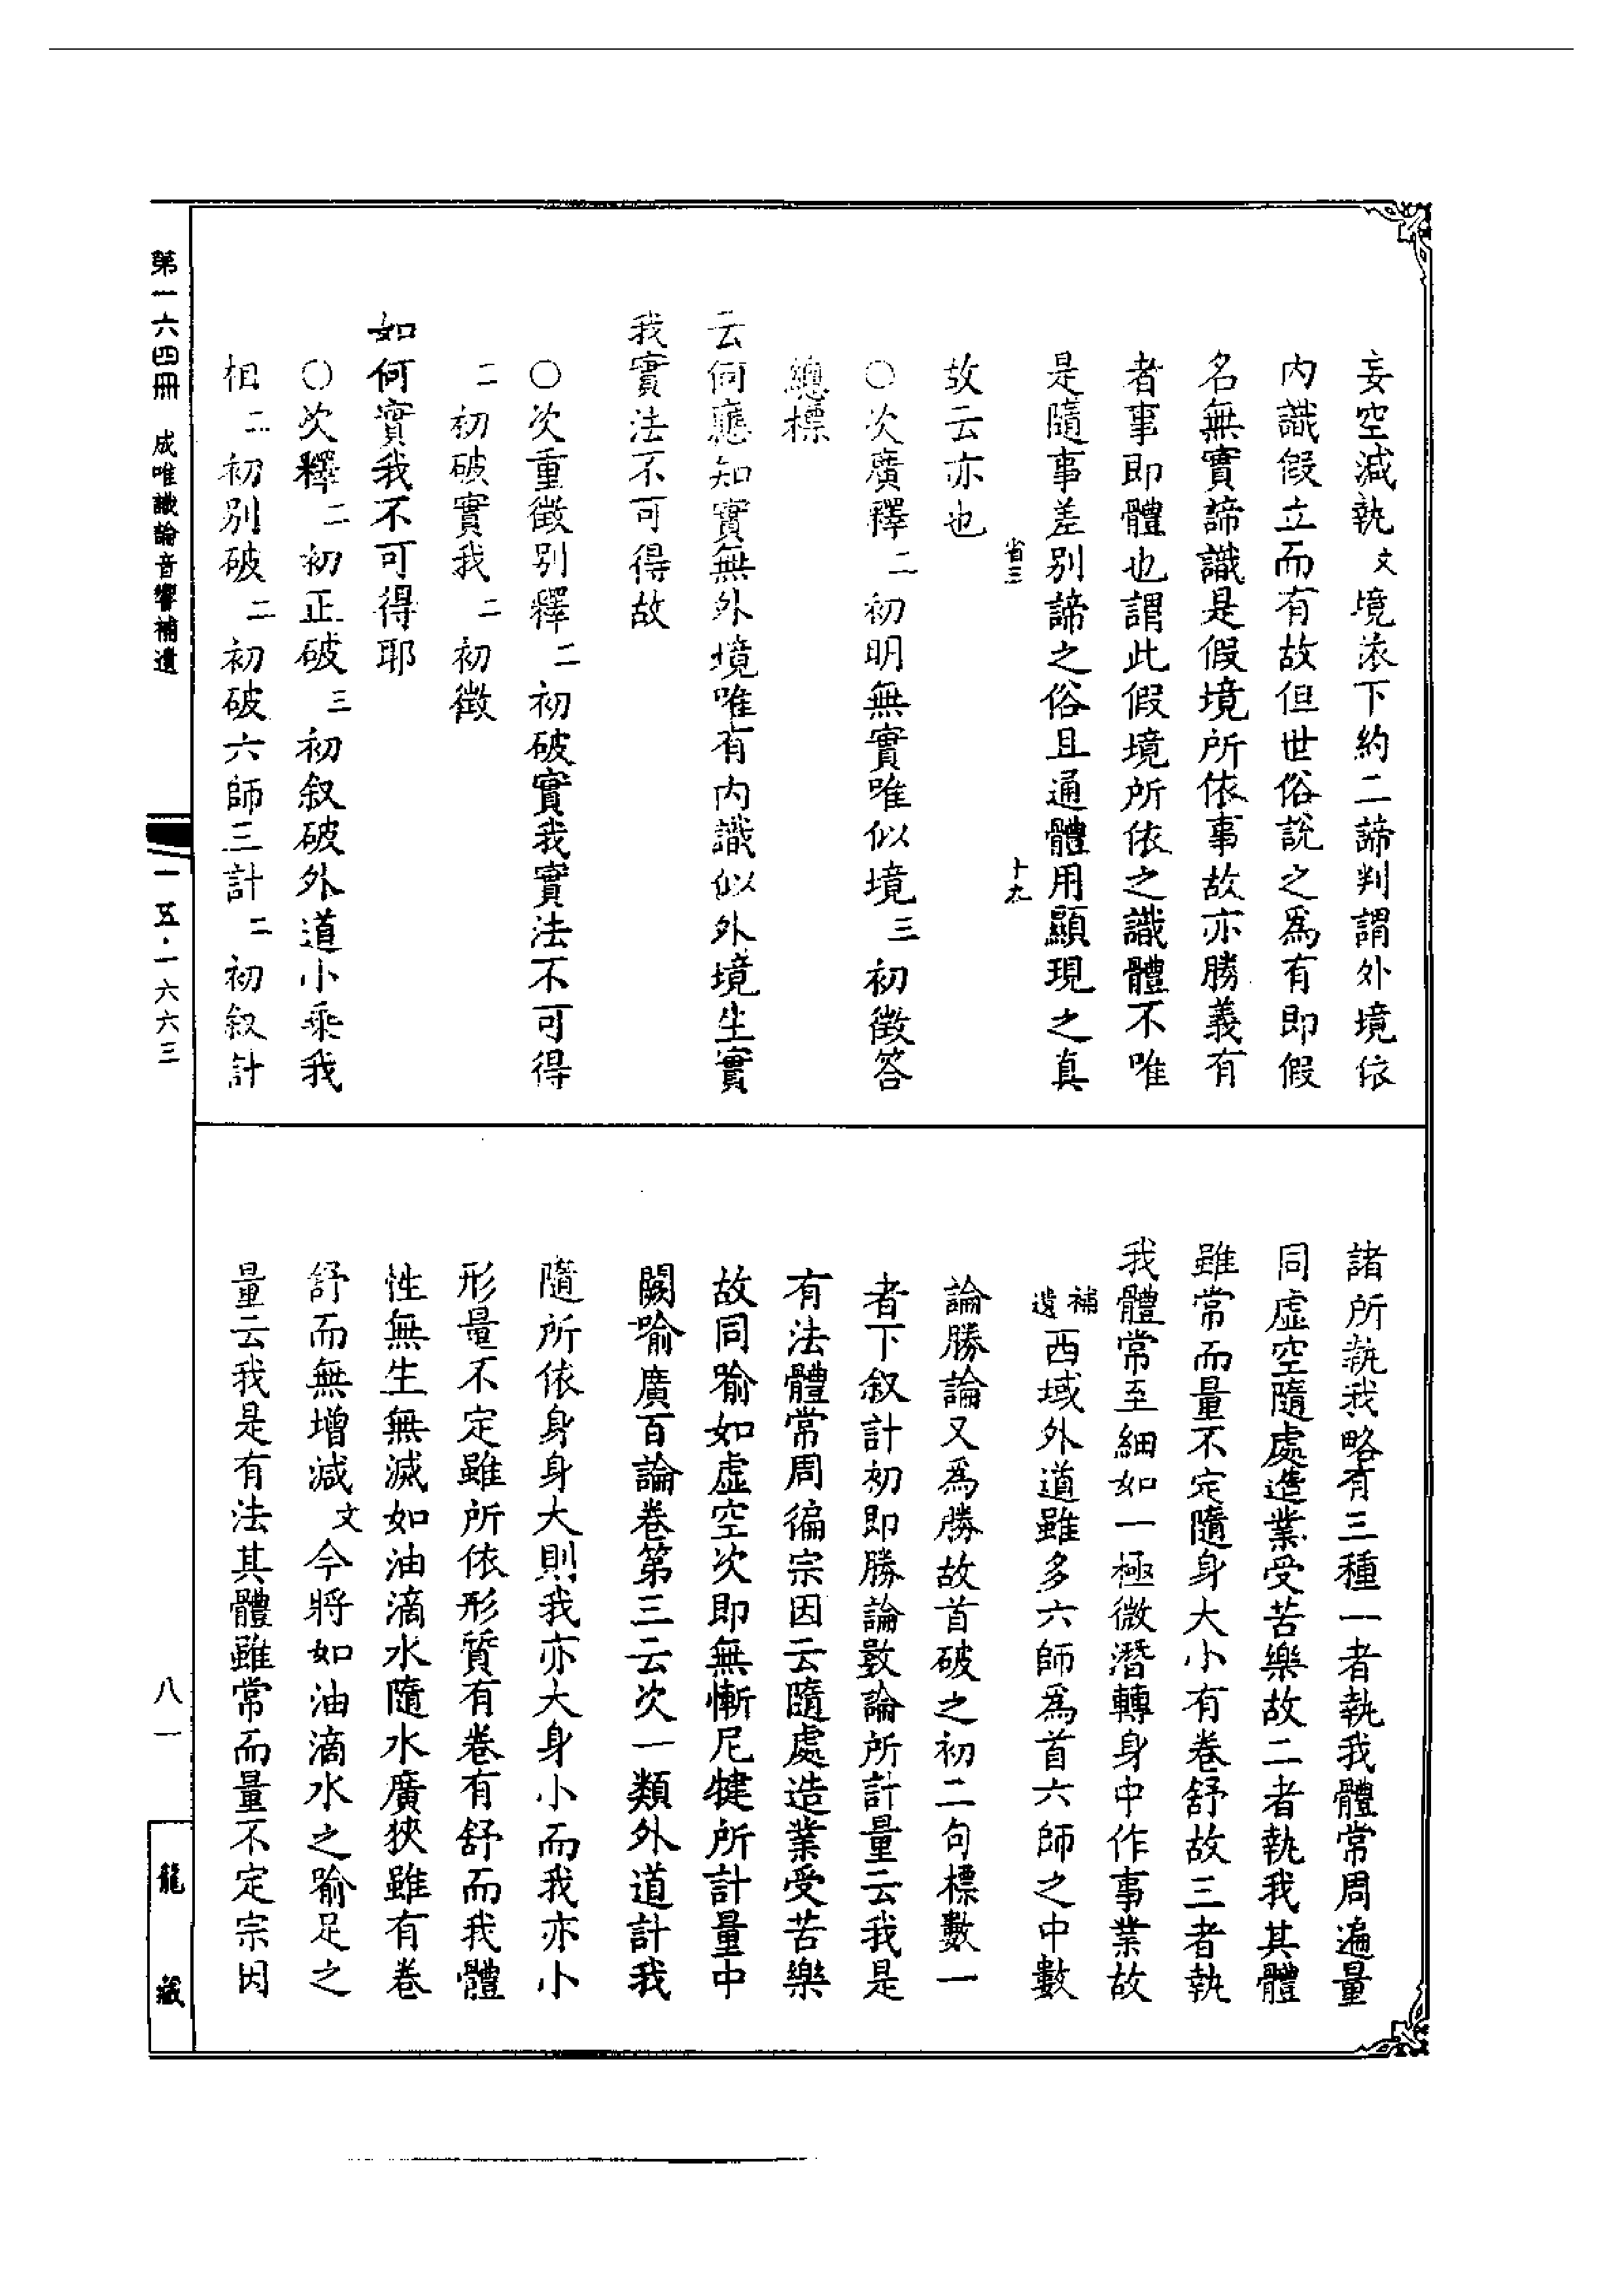 妄空減執文境依下約二諦判謂外境依
內識假立而有故但世俗說之爲有即假
名無實諦識是假境所依事故亦勝義有
者事即體也謂此假境所依之識體不唯
是隨事差別諦之俗且通體用顯現之真
省三 十九
故云亦也
○次廣釋二初明無實唯似境三初徵答
總標
云何應知實無外境唯有內識似外境生實
我實法不可得故
○次重徵別釋二初破實我實法不可得
二初破實我二初徵
如何實我不可得耶
○次釋二初正破三初叙破外道小乘我
相二初別破二初破六師三計二初叙計
諸所執我略有三種一者執我體常周遍量
同虛空隨處造業受苦樂故二者執我其體
雖常而量不定隨身大小有卷舒故三者執
我體常至細如一極微潛轉身中作事業故
補遺西域外道雖多六師爲首六師之中數
論勝論又爲勝故首破之初二句標數一
者下叙計初即勝論數論所計量云我是
有法體常周徧宗因云隨處造業受苦樂
故同喻如虛空次即無慚尼犍所計量中
闕喻廣百論卷第三云次一類外道計我
隨所依身身大則我亦大身小而我亦小
形量不定雖所依形質有卷有舒而我體
性無生無滅如油滴水隨水廣狹雖有卷
舒而無增減文今將如油滴水之喻足之
量云我是有法其體雖常而量不定宗因
第一六四冊 成唯識論音響補遺
一一五·一六六三
八一
龍藏